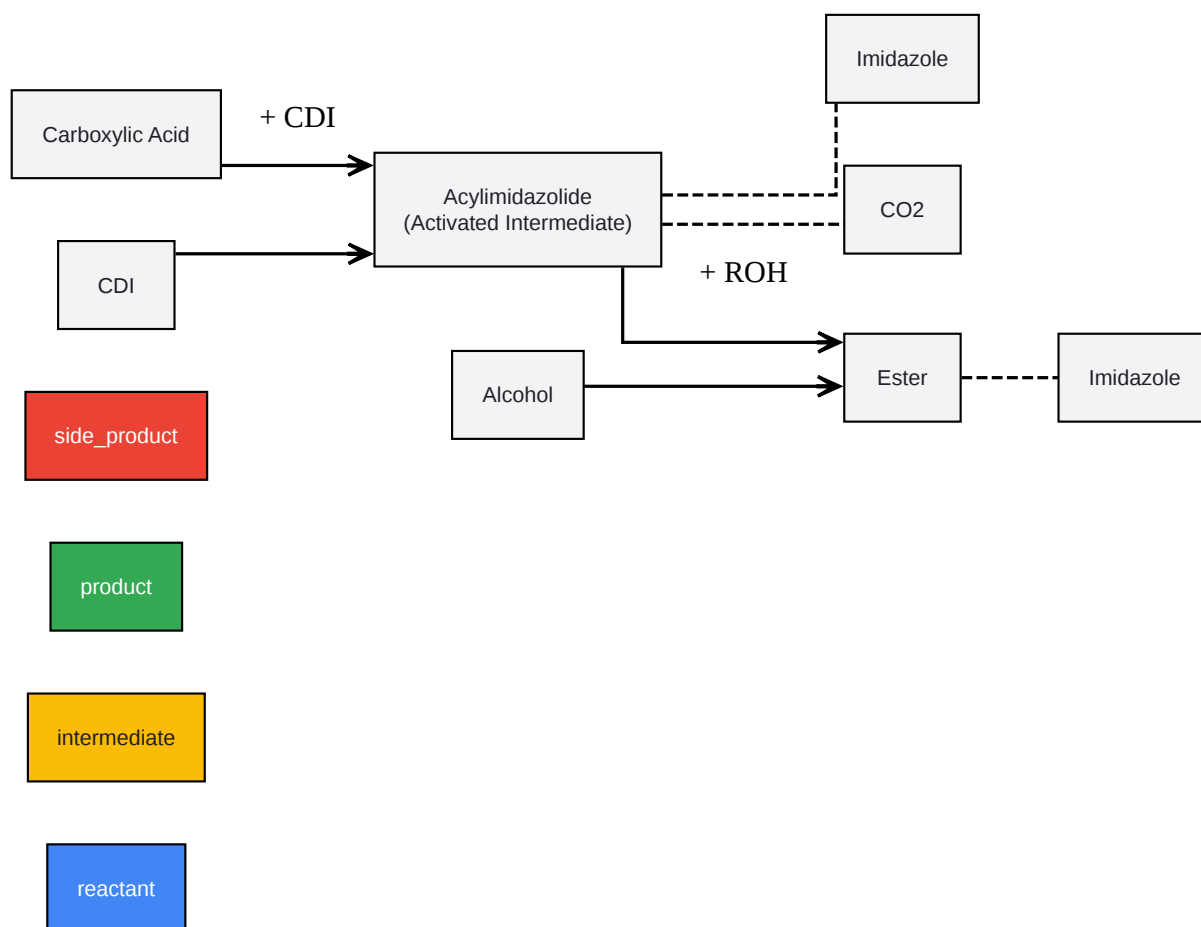 Imidazole
+ CDI
Carboxylic Acid
Acylimidazolide
(Activated Intermediate)
CO2
CDI
+ ROH
Ester
Imidazole
Alcohol
side_product
product
intermediate
reactant